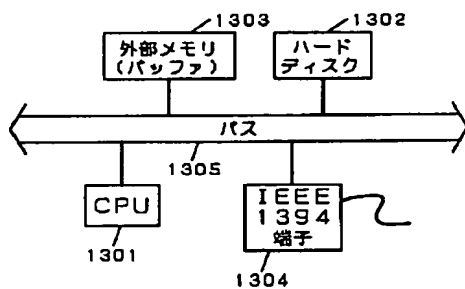 1303
1302
外部メモリ
(バッファ)
ハード
ディスク
バス
1305
CPU
1301
IEEE
1394
端子
1304